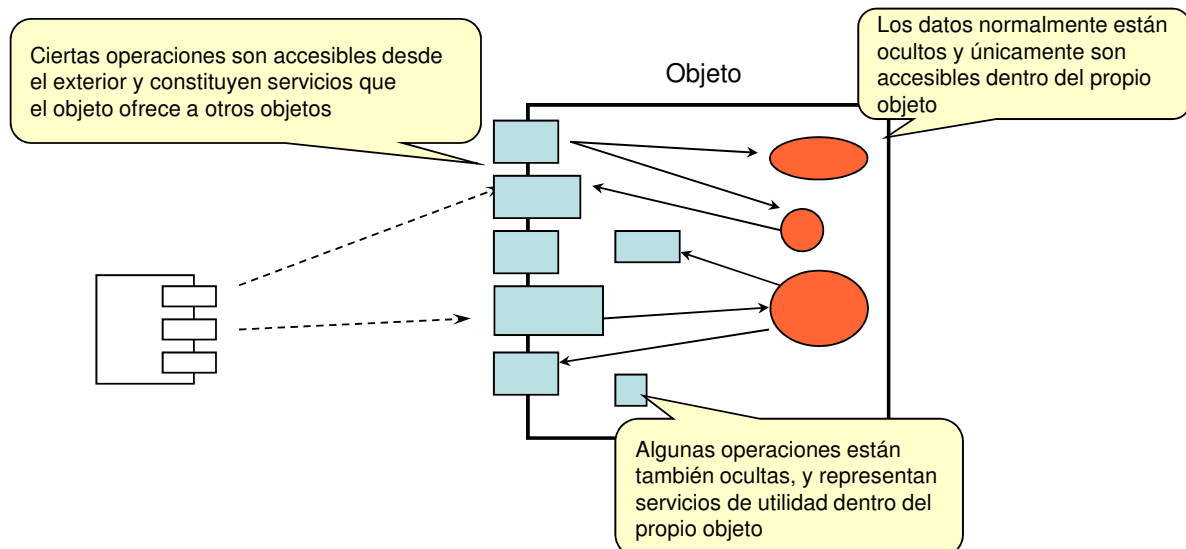 Ciertas operaciones son accesibles desde
el exterior y constituyen servicios que
el objeto ofrece a otros objetos
Objeto
Los datos normalmente están
ocultos y únicamente son
accesibles dentro del propio
objeto
Algunas operaciones están
también ocultas, y representan
servicios de utilidad dentro del
propio objeto